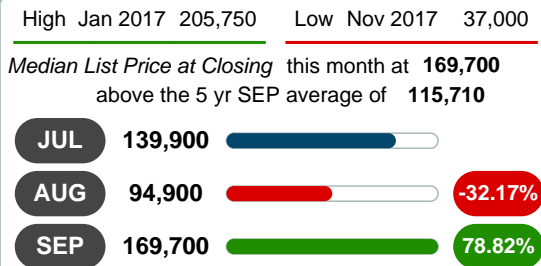 High Jan 2017 205,750 Low Nov 2017 37,000
Median List Price at Closing this month at 169,700
above the 5 yr SEP average of 115,710
JUL 139,900
AUG 94,900 -32.17%
SEP 169,700 78.82%